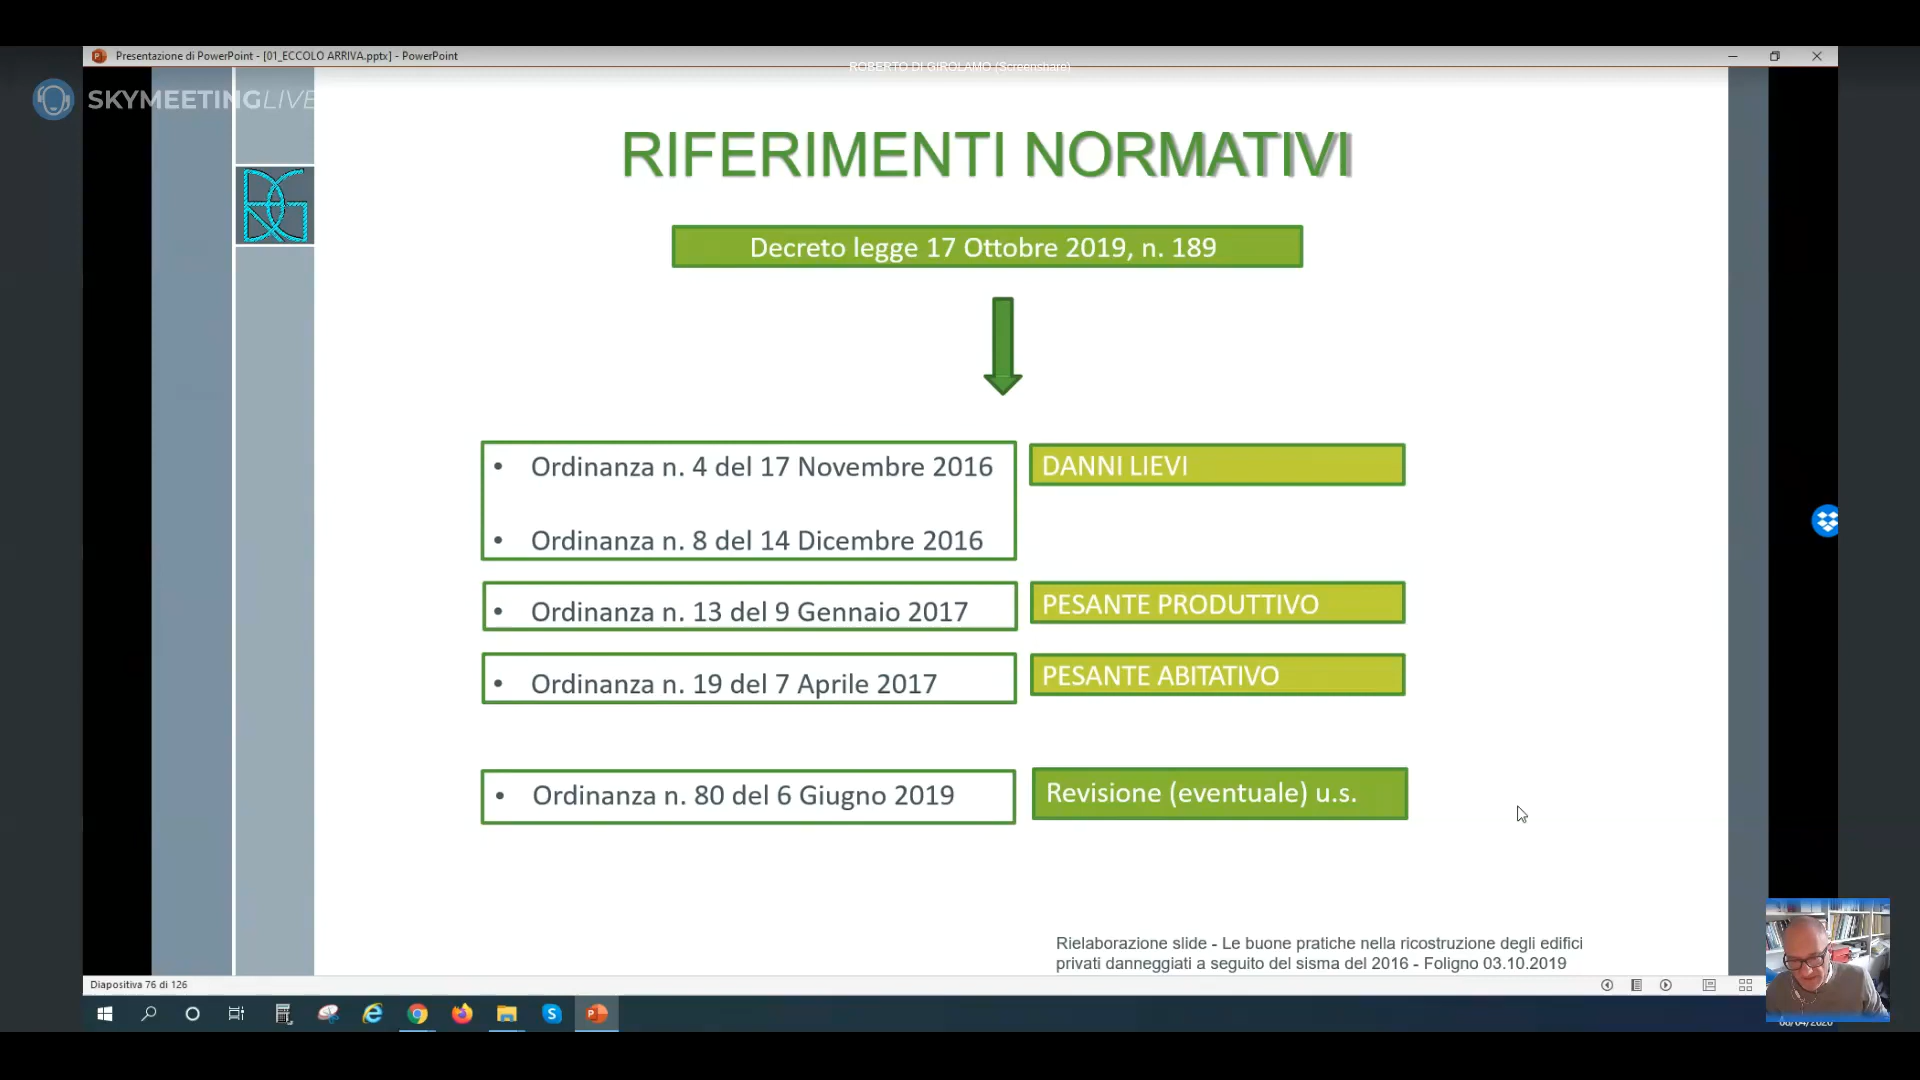 Presentazione di PowerPoint - [01_ECCOLO ARRIVA.pptx] - PowerPoint
ROBERTO DI GIROLAMO (Screenshare)
SKYMEETINGLIVE
RIFERIMENTI NORMATIVI
Decreto legge 17 Ottobre 2019, n. 189
• Ordinanza n. 4 del 17 Novembre 2016
DANNI LIEVI
• Ordinanza n. 8 del 14 Dicembre 2016
• Ordinanza n. 13 del 9 Gennaio 2017
PESANTE PRODUTTIVO
• Ordinanza n. 19 del 7 Aprile 2017
PESANTE ABITATIVO
• Ordinanza n. 80 del 6 Giugno 2019
Revisione (eventuale) u.s.
Rielaborazione slide - Le buone pratiche nella ricostruzione degli edifici
privati danneggiati a seguito del sisma del 2016 - Foligno 03.10.2019
Diapositiva 76 di 126